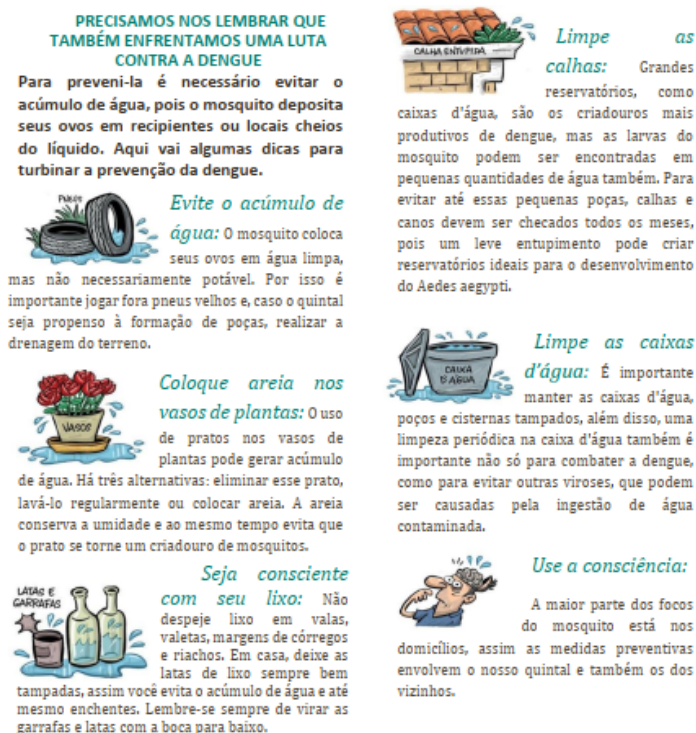 PRECISAMOS NOS LEMBRAR QUE
TAMBÉM ENFRENTAMOS UMA LUTA
CONTRA A DENGUE
Para preveni-la é necessário evitar o
acúmulo de água, pois o mosquito deposita
seus ovos em recipientes ou locais cheios
do líquido. Aqui vai algumas dicas para
turbinar a prevenção da dengue.
PNEUS
Evite o acúmulo de
água: O mosquito coloca
seus ovos em água limpa,
mas não necessariamente potável. Por isso é
importante jogar fora pneus velhos e, caso o quintal
seja propenso à formação de poças, realizar a
drenagem do terreno.
VASOS
Coloque areia nos
vasos de plantas: O uso
de pratos nos vasos de
plantas pode gerar acúmulo
de água. Há três alternativas: eliminar esse prato,
lavá-lo regularmente ou colocar areia. A areia
conserva a umidade e ao mesmo tempo evita que
o prato se torne um criadouro de mosquitos.
LATAS E
GARRAFAS
Seja consciente
com seu lixo: Não
despeje lixo em valas,
valetas, margens de córregos
e riachos. Em casa, deixe as
latas de lixo sempre bem
tampadas, assim você evita o acúmulo de água e até
mesmo enchentes. Lembre-se sempre de virar as
garrafas e latas com a boca para baixo.
CALHA ENTUPIDA
Limpe as
calhas: Grandes
reservatórios, como
caixas d'água, são os criadouros mais
produtivos de dengue, mas as larvas do
mosquito podem ser encontradas em
pequenas quantidades de água também. Para
evitar até essas pequenas poças, calhas e
canos devem ser checados todos os meses,
pois um leve entupimento pode criar
reservatórios ideais para o desenvolvimento
do Aedes aegypti.
CAIXA
D'AGUA
Limpe as caixas
d'água: É importante
manter as caixas d'água,
poços e cisternas tampados, além disso, uma
limpeza periódica na caixa d'água também é
importante não só para combater a dengue,
como para evitar outras viroses, que podem
ser causadas pela ingestão de água
contaminada.
Use a consciência:
A maior parte dos focos
do mosquito está nos
domicílios, assim as medidas preventivas
envolvem o nosso quintal e também os dos
vizinhos.